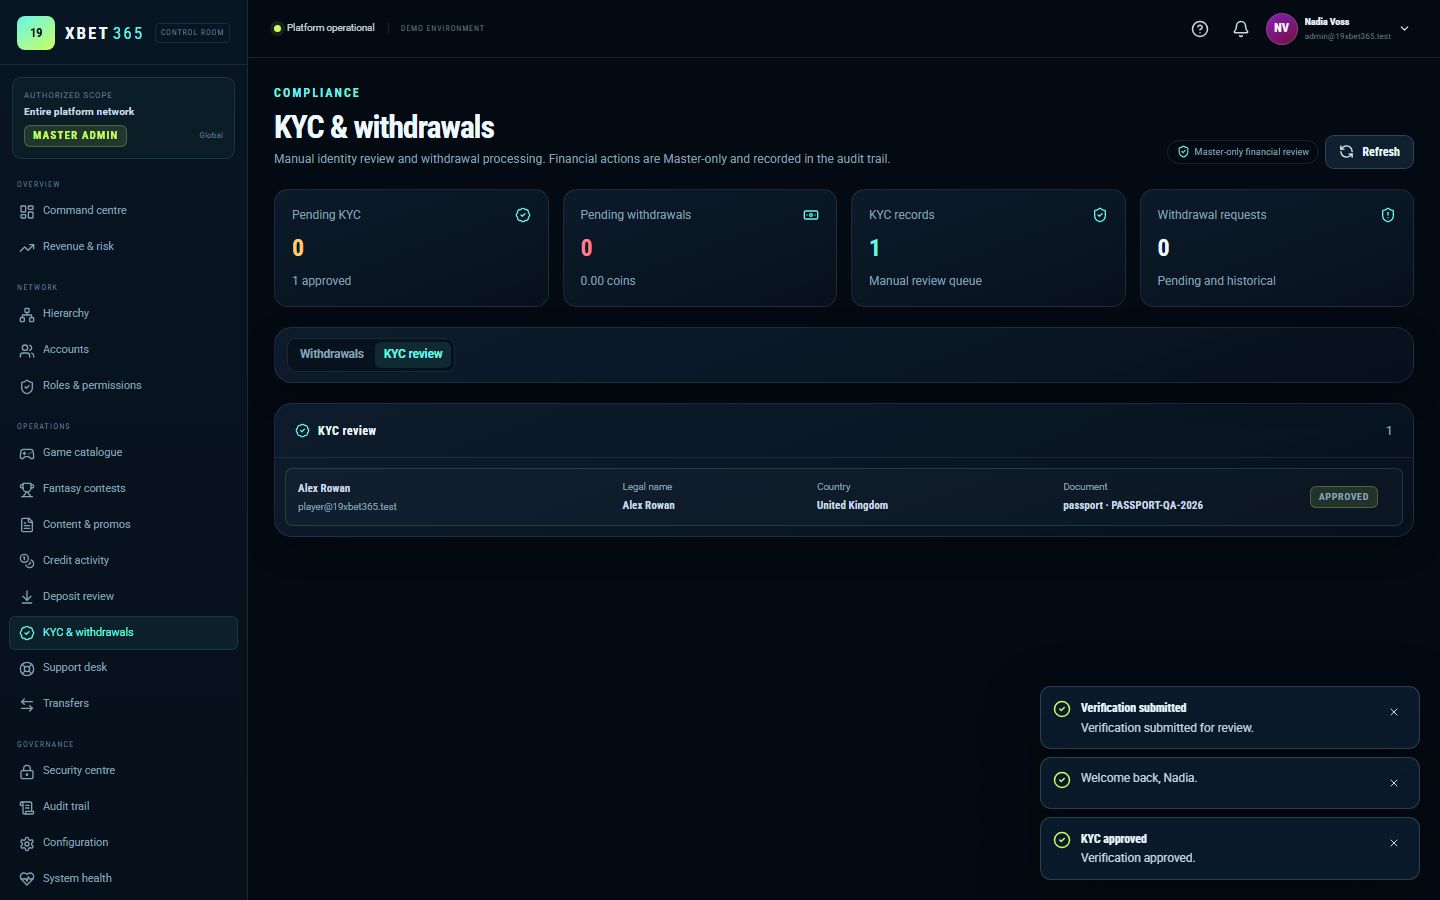 19 XBET 365 CONTROL ROOM
AUTHORIZED SCOPE
Entire platform network
MASTER ADMIN Global
OVERVIEW
Command centre
Revenue & risk
NETWORK
Hierarchy
Accounts
Roles & permissions
OPERATIONS
Game catalogue
Fantasy contests
Content & promos
Credit activity
Deposit review
KYC & withdrawals
Support desk
Transfers
GOVERNANCE
Security centre
Audit trail
Configuration
System health
Platform operational DEMO ENVIRONMENT
NV Nadia Voss
admin@19xbet365.test
COMPLIANCE
KYC & withdrawals
Manual identity review and withdrawal processing. Financial actions are Master-only and recorded in the audit trail.
Master-only financial review Refresh
Pending KYC
0
1 approved
Pending withdrawals
0
0.00 coins
KYC records
1
Manual review queue
Withdrawal requests
0
Pending and historical
Withdrawals KYC review
KYC review 1
Alex Rowan
player@19xbet365.test
Legal name
Alex Rowan
Country
United Kingdom
Document
passport · PASSPORT-QA-2026
APPROVED
Verification submitted
Verification submitted for review.
Welcome back, Nadia.
KYC approved
Verification approved.